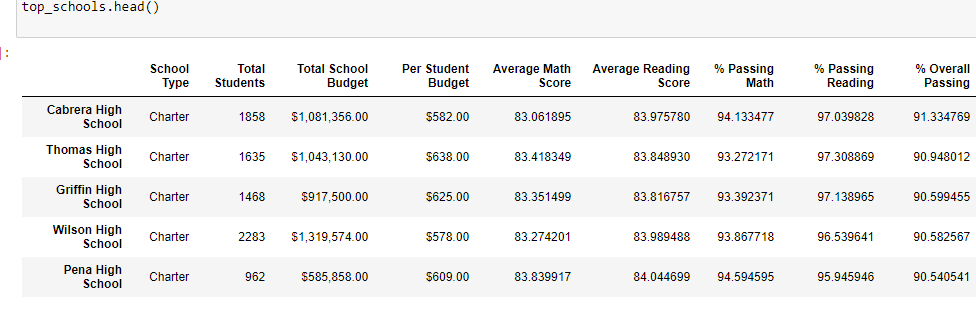 top_schools.head()
:
School Total Total School Per Student Average Math Average Reading % Passing % Passing % Overall
Type Students Budget Budget Score Score Math Reading Passing
Cabrera High
School Charter 1858 $1,081,356.00 $582.00 83.061895 83.975780 94.133477 97.039828 91.334769
Thomas High
School Charter 1635 $1,043,130.00 $638.00 83.418349 83.848930 93.272171 97.308869 90.948012
Griffin High
School Charter 1468 $917,500.00 $625.00 83.351499 83.816757 93.392371 97.138965 90.599455
Wilson High
School Charter 2283 $1,319,574.00 $578.00 83.274201 83.989488 93.867718 96.539641 90.582567
Pena High
School Charter 962 $585,858.00 $609.00 83.839917 84.044699 94.594595 95.945946 90.540541